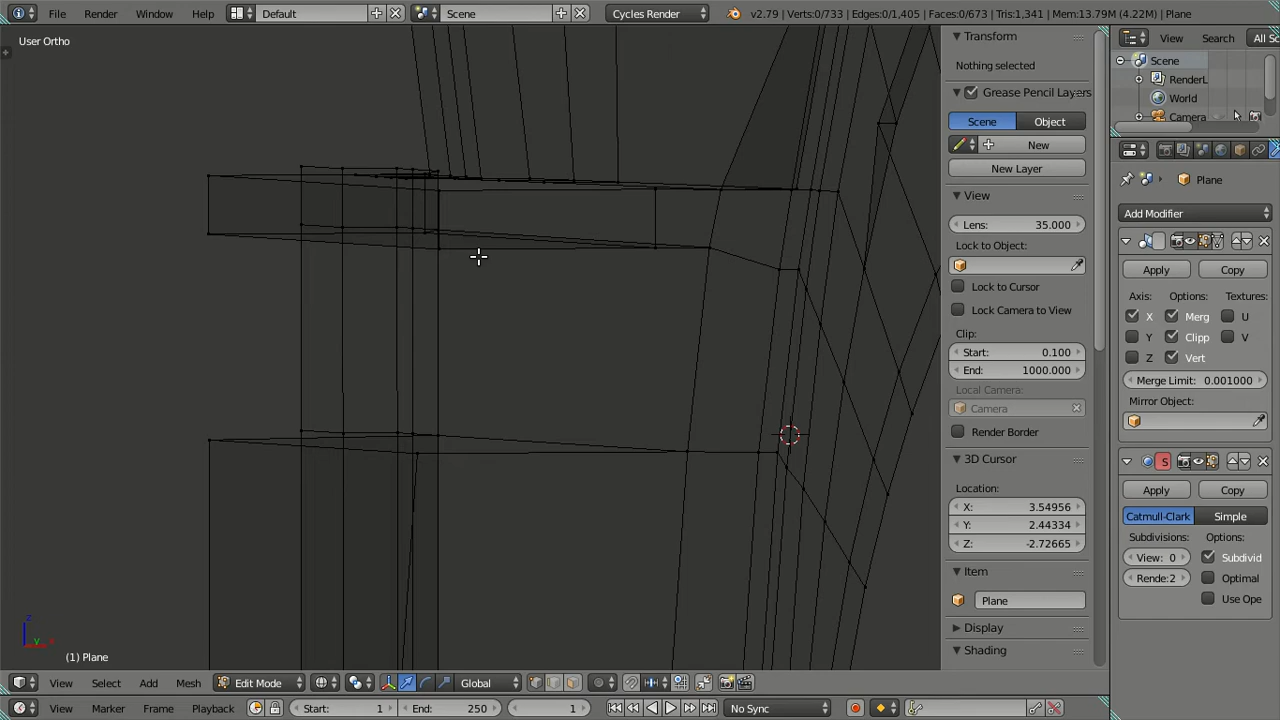 File Render Window Help Default Scene Cycles Render v2.79 | Verts:0/733 | Edges:0/1,405 | Faces:0/673 | Tris:1,341 | Mem:13.79M (4.22M) | Plane
User Ortho
Transform
Nothing selected
Grease Pencil Layers
Scene Object
New
New Layer
View
Lens: 35.000
Lock to Object:
Lock to Cursor
Lock Camera to View
Clip:
Start: 0.100
End: 1000.000
Local Camera:
Camera
Render Border
3D Cursor
Location:
X: 3.54956
Y: 2.44334
Z: -2.72665
Item
Plane
Display
Shading
View Search All Sc
Scene
RenderL
World
Camera
Plane
Add Modifier
Apply Copy
Axis: Options: Textures:
X Merg U
Y Clipp V
Z Vert
Merge Limit: 0.001000
Mirror Object:
S
Apply Copy
Catmull-Clark Simple
Subdivisions: Options:
View: 0 Subdivid
Rende:2 Optimal
Use Ope
z
y x
(1) Plane
View Select Add Mesh Edit Mode Global
View Marker Frame Playback Start: 1 End: 250 1 No Sync